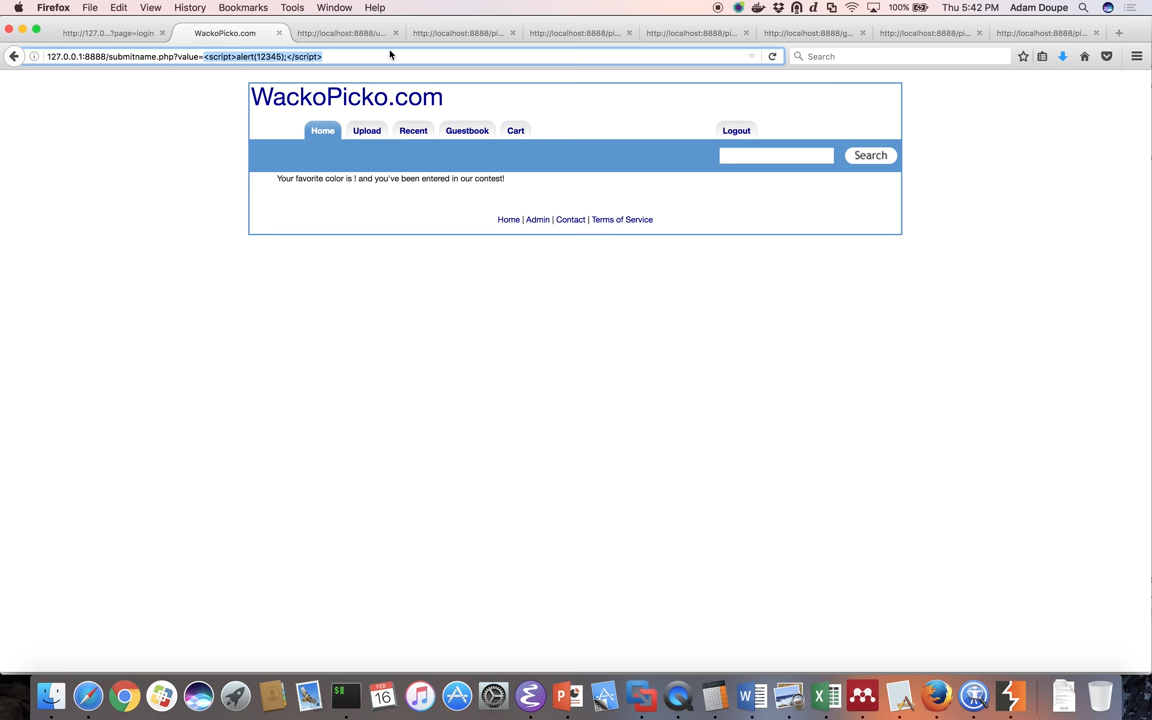 Firefox File Edit View History Bookmarks Tools Window Help 100% Thu 5:42 PM Adam Doupe
http://127.0...?page=login WackoPicko.com http://localhost:8888/u... http://localhost:8888/pi... http://localhost:8888/pi... http://localhost:8888/pi... http://localhost:8888/g... http://localhost:8888/pi... http://localhost:8888/pi...
127.0.0.1:8888/submitname.php?value=<script>alert(12345);</script> Search
WackoPicko.com
Home Upload Recent Guestbook Cart Logout
Search
Your favorite color is ! and you've been entered in our contest!
Home | Admin | Contact | Terms of Service